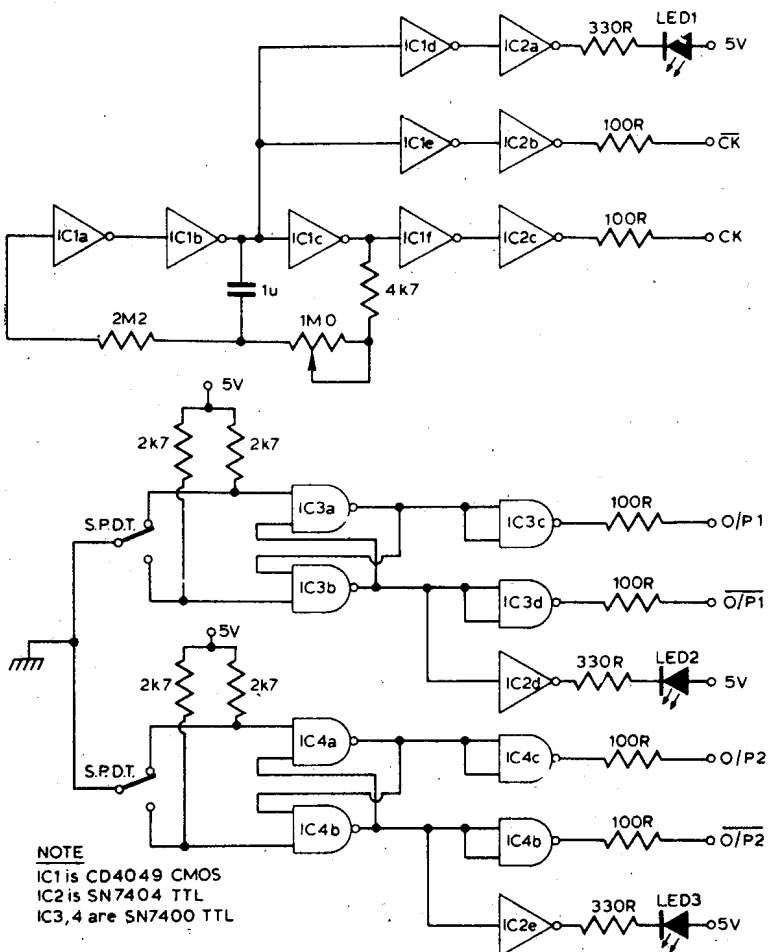 LED1
330R
IC1d
IC2a
5V
100R
IC1e
IC2b
CK
100R
IC1a
IC1b
IC1c
IC1f
IC2c
CK
1u
4k7
2M2
1M0
5V
2k7
2k7
S.P.D.T.
IC3a
IC3c
100R
O/P1
IC3b
IC3d
100R
O/P1
5V
2k7
2k7
IC2d
330R
LED2
5V
S.P.D.T.
IC4a
IC4c
100R
O/P2
IC4b
IC4b
100R
O/P2
NOTE
IC1 is CD4049 CMOS
IC2 is SN7404 TTL
IC3,4 are SN7400 TTL
IC2e
330R
LED3
5V